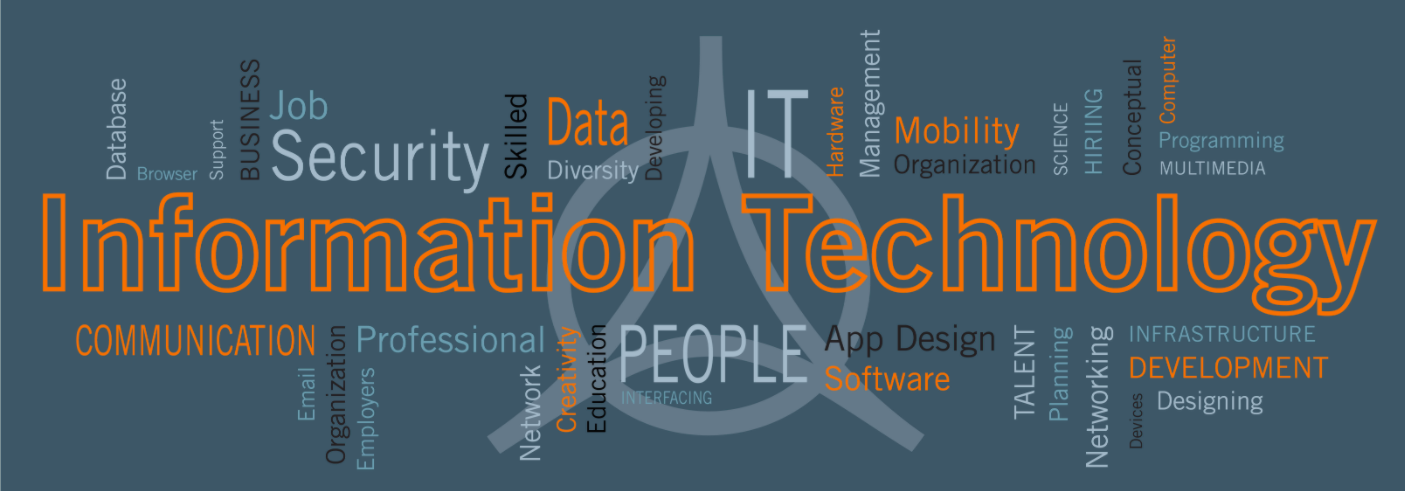 Database
Browser
Support
BUSINESS
Job
Security
Skilled
Data
Diversity
Developing
IT
Hardware
Management
Mobility
Organization
SCIENCE
HIRIING
Conceptual
Computer
Programming
MULTIMEDIA
Information Technology
COMMUNICATION
Email
Organization
Professional
Employers
Network
Creativity
Education
PEOPLE
INTERFACING
App Design
Software
TALENT
Planning
Networking
INFRASTRUCTURE
DEVELOPMENT
Devices
Designing